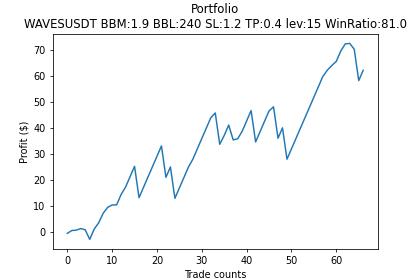 Portfolio
WAVESUSDT BBM:1.9 BBL:240 SL:1.2 TP:0.4 lev:15 WinRatio:81.0
Profit ($)
70
60
50
40
30
20
10
0
0 10 20 30 40 50 60
Trade counts